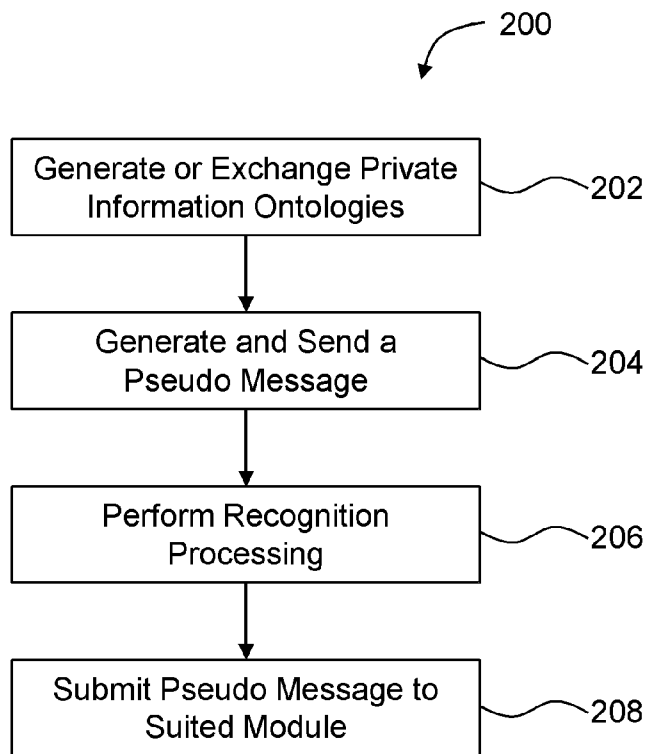 200
Generate or Exchange Private
Information Ontologies
202
Generate and Send a
Pseudo Message
204
Perform Recognition
Processing
206
Submit Pseudo Message to
Suited Module
208